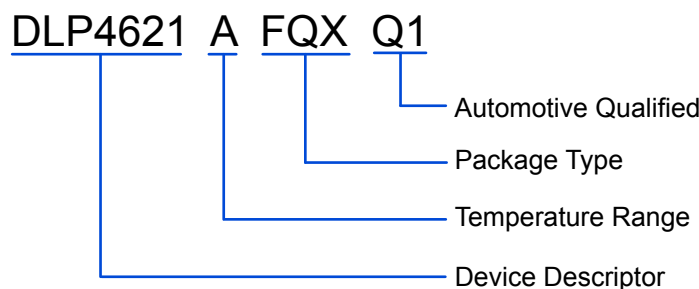 DLP4621 A FQX Q1
Automotive Qualified
Package Type
Temperature Range
Device Descriptor